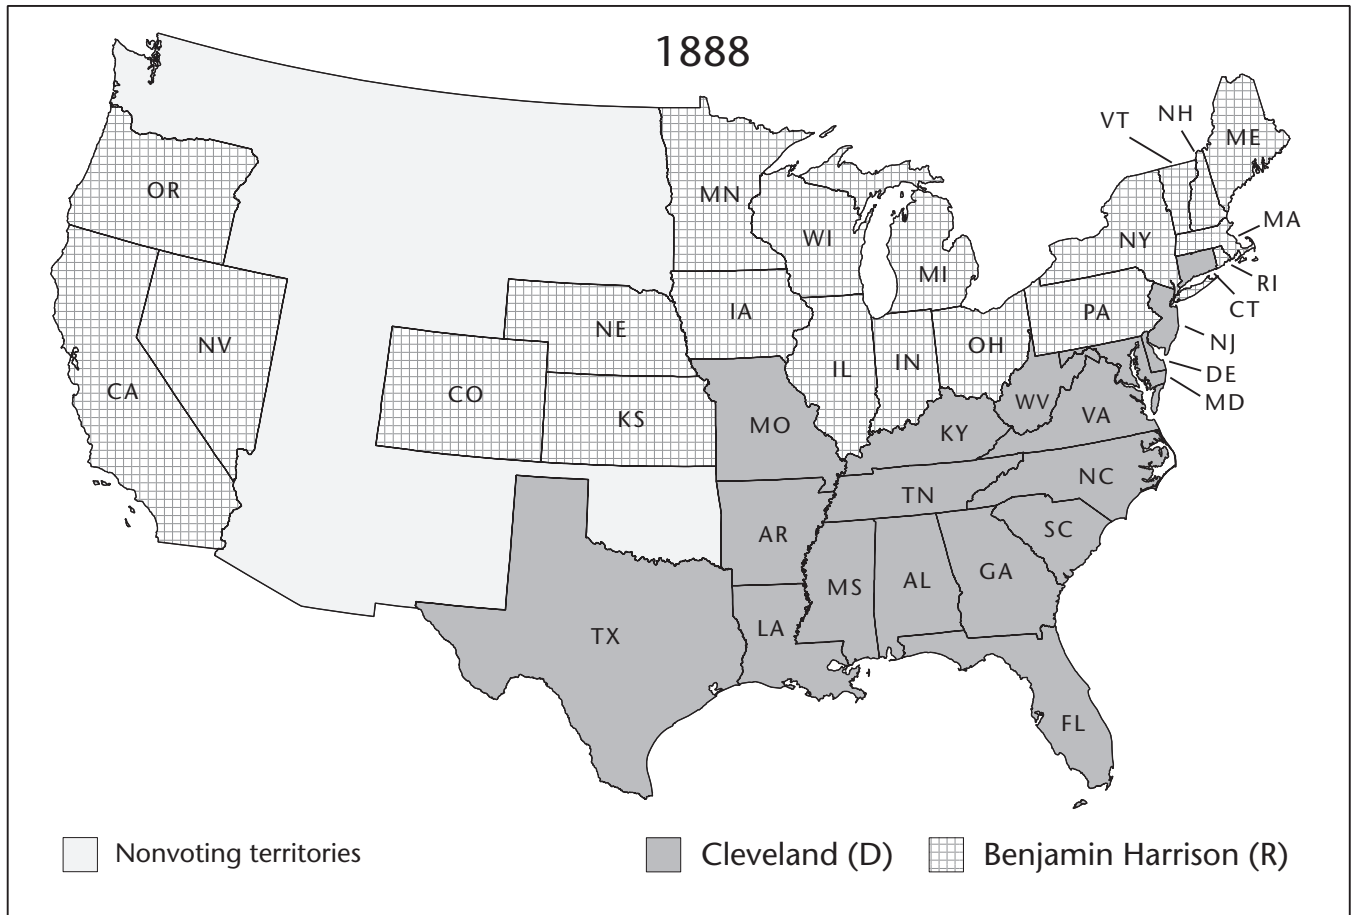 1888
VT
NH
ME
OR
MN
MA
WI
NY
MI
RI
CT
IA
PA
NE
NJ
NV
OH
IL
IN
DE
CO
CA
MD
WV
KS
VA
MO
KY
NC
TN
SC
AR
GA
AL
MS
LA
TX
FL
Nonvoting territories
Cleveland (D)
Benjamin Harrison (R)